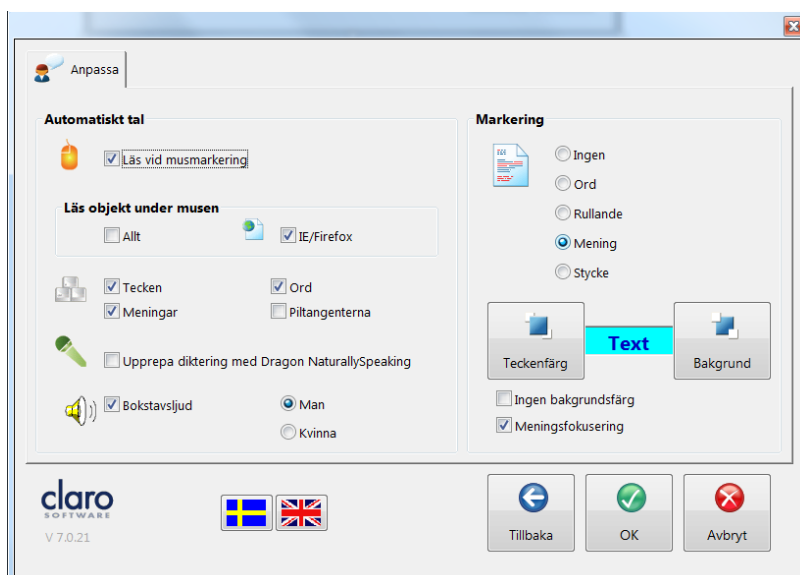 Anpassa
Automatiskt tal
Läs vid musmarkering
Läs objekt under musen
Allt
IE/Firefox
Tecken
Ord
Meningar
Piltangenterna
Upprepa diktering med Dragon NaturallySpeaking
Bokstavsljud
Man
Kvinna
Markering
Ingen
Ord
Rullande
Mening
Stycke
Teckenfärg
Text
Bakgrund
Ingen bakgrundsfärg
Meningsfokusering
claro
SOFTWARE
V 7.0.21
Tillbaka
OK
Avbryt